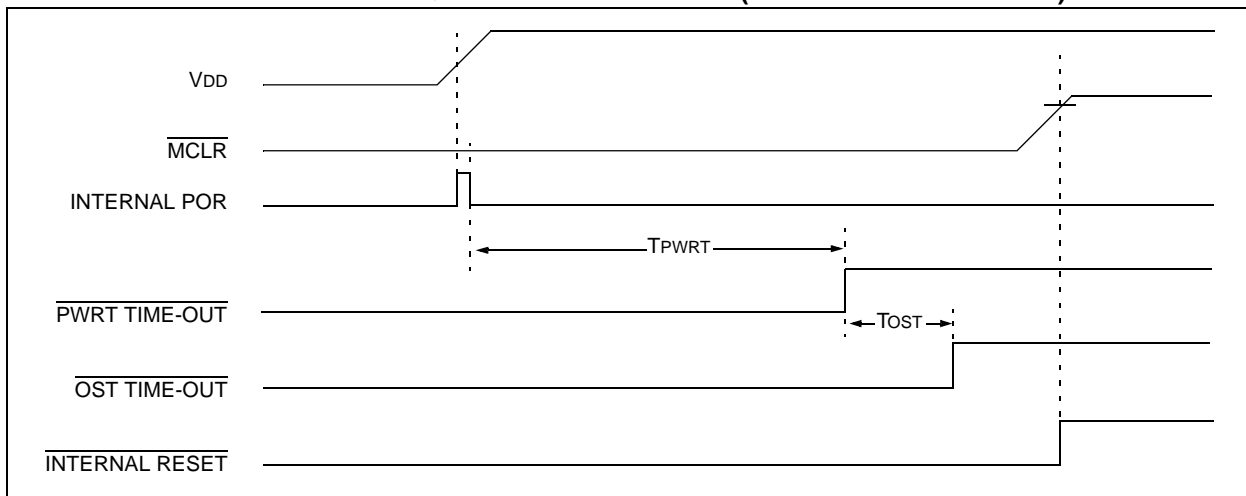 VDD
MCLR
INTERNAL POR
TPWRT
PWRT TIME-OUT
TOST
OST TIME-OUT
INTERNAL RESET